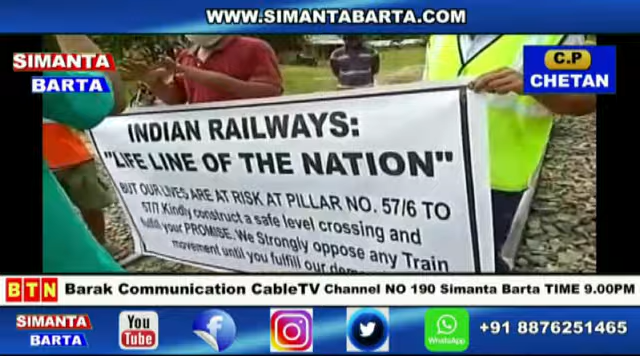 WWW.SIMANTABARTA.COM
SIMANTA
BARTA
C.P
CHETAN
INDIAN RAILWAYS:
"LIFE LINE OF THE NATION"
BUT OUR LIVES ARE AT RISK AT PILLAR NO. 57/6 TO
57/7.Kindly construct a safe level crossing and
fulfill your PROMISE. We Strongly oppose any Train
movement until you fulfill our
BTN Barak Communication CableTV Channel NO 190 Simanta Barta TIME 9.00PM
SIMANTA
BARTA
You
Tube
WhatsApp
+91 8876251465